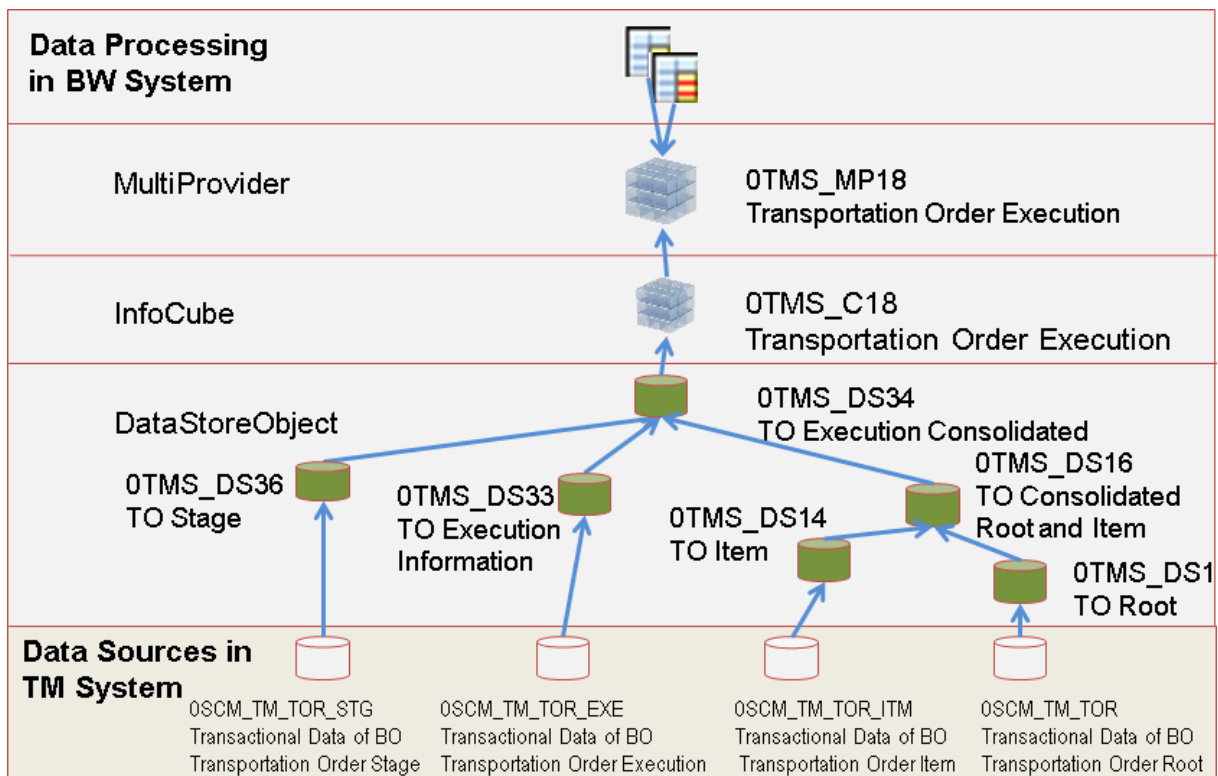 Data Processing
in BW System
MultiProvider
0TMS_MP18
Transportation Order Execution
InfoCube
0TMS_C18
Transportation Order Execution
DataStoreObject
0TMS_DS34
TO Execution Consolidated
0TMS_DS36
TO Stage
0TMS_DS33
TO Execution
Information
0TMS_DS14
TO Item
0TMS_DS16
TO Consolidated
Root and Item
0TMS_DS1
TO Root
Data Sources in
TM System
0SCM_TM_TOR_STG
Transactional Data of BO
Transportation Order Stage
0SCM_TM_TOR_EXE
Transactional Data of BO
Transportation Order Execution
0SCM_TM_TOR_ITM
Transactional Data of BO
Transportation Order Item
0SCM_TM_TOR
Transactional Data of BO
Transportation Order Root